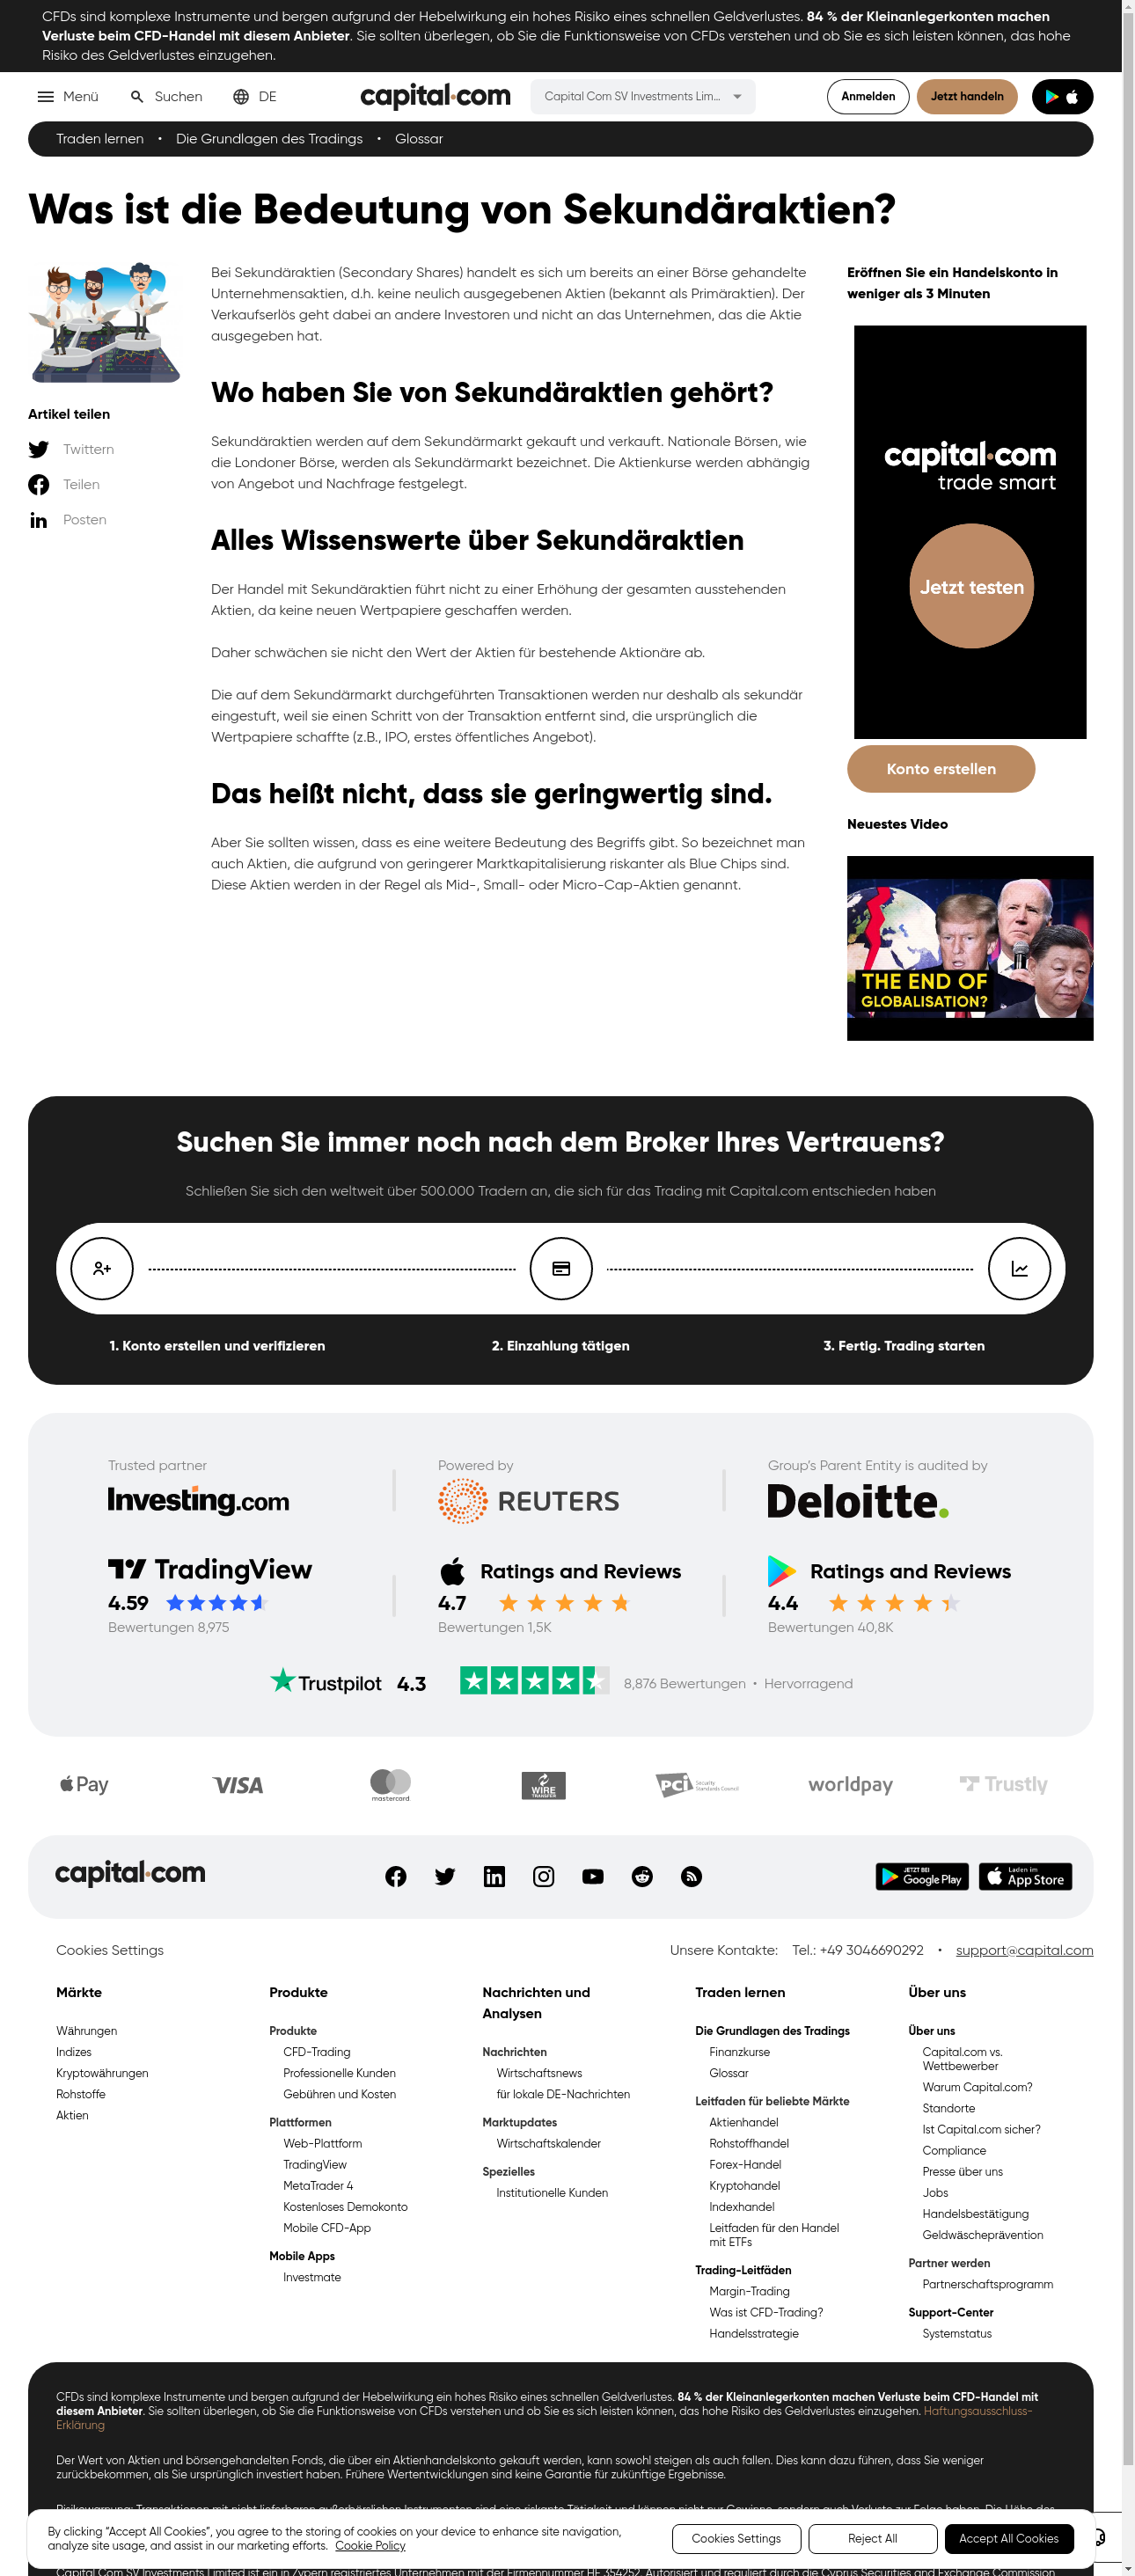 CFDs sind komplexe Instrumente und bergen aufgrund der Hebelwirkung ein hohes Risiko eines schnellen Geldverlustes. 84 % der Kleinanlegerkonten machen
Verluste beim CFD-Handel mit diesem Anbieter. Sie sollten überlegen, ob Sie die Funktionsweise von CFDs verstehen und ob Sie es sich leisten können, das hohe
Risiko des Geldverlustes einzugehen.
Menü
Suchen
DE
capital.com
Capital Com SV Investments Lim...
Anmelden
Jetzt handeln
Traden lernen • Die Grundlagen des Tradings • Glossar
Was ist die Bedeutung von Sekundäraktien?
Artikel teilen
Twittern
Teilen
Posten
Bei Sekundäraktien (Secondary Shares) handelt es sich um bereits an einer Börse gehandelte
Unternehmensaktien, d.h. keine neulich ausgegebenen Aktien (bekannt als Primäraktien). Der
Verkaufserlös geht dabei an andere Investoren und nicht an das Unternehmen, das die Aktie
ausgegeben hat.
Wo haben Sie von Sekundäraktien gehört?
Sekundäraktien werden auf dem Sekundärmarkt gekauft und verkauft. Nationale Börsen, wie
die Londoner Börse, werden als Sekundärmarkt bezeichnet. Die Aktienkurse werden abhängig
von Angebot und Nachfrage festgelegt.
Alles Wissenswerte über Sekundäraktien
Der Handel mit Sekundäraktien führt nicht zu einer Erhöhung der gesamten ausstehenden
Aktien, da keine neuen Wertpapiere geschaffen werden.
Daher schwächen sie nicht den Wert der Aktien für bestehende Aktionäre ab.
Die auf dem Sekundärmarkt durchgeführten Transaktionen werden nur deshalb als sekundär
eingestuft, weil sie einen Schritt von der Transaktion entfernt sind, die ursprünglich die
Wertpapiere schaffte (z.B., IPO, erstes öffentliches Angebot).
Das heißt nicht, dass sie geringwertig sind.
Aber Sie sollten wissen, dass es eine weitere Bedeutung des Begriffs gibt. So bezeichnet man
auch Aktien, die aufgrund von geringerer Marktkapitalisierung riskanter als Blue Chips sind.
Diese Aktien werden in der Regel als Mid-, Small- oder Micro-Cap-Aktien genannt.
Eröffnen Sie ein Handelskonto in
weniger als 3 Minuten
capital.com
trade smart
Jetzt testen
Konto erstellen
Neuestes Video
THE END OF
GLOBALISATION?
Suchen Sie immer noch nach dem Broker Ihres Vertrauens?
Schließen Sie sich den weltweit über 500.000 Tradern an, die sich für das Trading mit Capital.com entschieden haben
1. Konto erstellen und verifizieren
2. Einzahlung tätigen
3. Fertig. Trading starten
Trusted partner
Investing.com
Powered by
REUTERS
Group's Parent Entity is audited by
Deloitte.
TradingView
4.59
Bewertungen 8,975
Ratings and Reviews
4.7
Bewertungen 1,5K
Ratings and Reviews
4.4
Bewertungen 40,8K
Trustpilot 4.3
8,876 Bewertungen • Hervorragend
Pay
VISA
mastercard
WIRE
TRANSFER
PCI Security
Standards Council
worldpay
Trustly
capital.com
JETZT BEI
Google Play
Laden im
App Store
Cookies Settings
Unsere Kontakte: Tel.: +49 3046690292 • support@capital.com
Märkte
Währungen
Indizes
Kryptowährungen
Rohstoffe
Aktien
Produkte
Produkte
CFD-Trading
Professionelle Kunden
Gebühren und Kosten
Plattformen
Web-Plattform
TradingView
MetaTrader 4
Kostenloses Demokonto
Mobile CFD-App
Mobile Apps
Investmate
Nachrichten und
Analysen
Nachrichten
Wirtschaftsnews
für lokale DE-Nachrichten
Marktupdates
Wirtschaftskalender
Spezielles
Institutionelle Kunden
Traden lernen
Die Grundlagen des Tradings
Finanzkurse
Glossar
Leitfaden für beliebte Märkte
Aktienhandel
Rohstoffhandel
Forex-Handel
Kryptohandel
Indexhandel
Leitfaden für den Handel
mit ETFs
Trading-Leitfäden
Margin-Trading
Was ist CFD-Trading?
Handelsstrategie
Über uns
Über uns
Capital.com vs.
Wettbewerber
Warum Capital.com?
Standorte
Ist Capital.com sicher?
Compliance
Presse über uns
Jobs
Handelsbestätigung
Geldwäscheprävention
Partner werden
Partnerschaftsprogramm
Support-Center
Systemstatus
CFDs sind komplexe Instrumente und bergen aufgrund der Hebelwirkung ein hohes Risiko eines schnellen Geldverlustes. 84 % der Kleinanlegerkonten machen Verluste beim CFD-Handel mit
diesem Anbieter. Sie sollten überlegen, ob Sie die Funktionsweise von CFDs verstehen und ob Sie es sich leisten können, das hohe Risiko des Geldverlustes einzugehen. Haftungsausschluss-
Erklärung
Der Wert von Aktien und börsengehandelten Fonds, die über ein Aktienhandelskonto gekauft werden, kann sowohl steigen als auch fallen. Dies kann dazu führen, dass Sie weniger
zurückbekommen, als Sie ursprünglich investiert haben. Frühere Wertentwicklungen sind keine Garantie für zukünftige Ergebnisse.
By clicking “Accept All Cookies”, you agree to the storing of cookies on your device to enhance site navigation,
analyze site usage, and assist in our marketing efforts. Cookie Policy
Cookies Settings
Reject All
Accept All Cookies
Capital Com SV Investments Limited ist ein in Zypern registriertes Unternehmen mit der Firmennummer HE 354252. Autorisiert und reguliert durch die Cyprus Securities and Exchange Commission